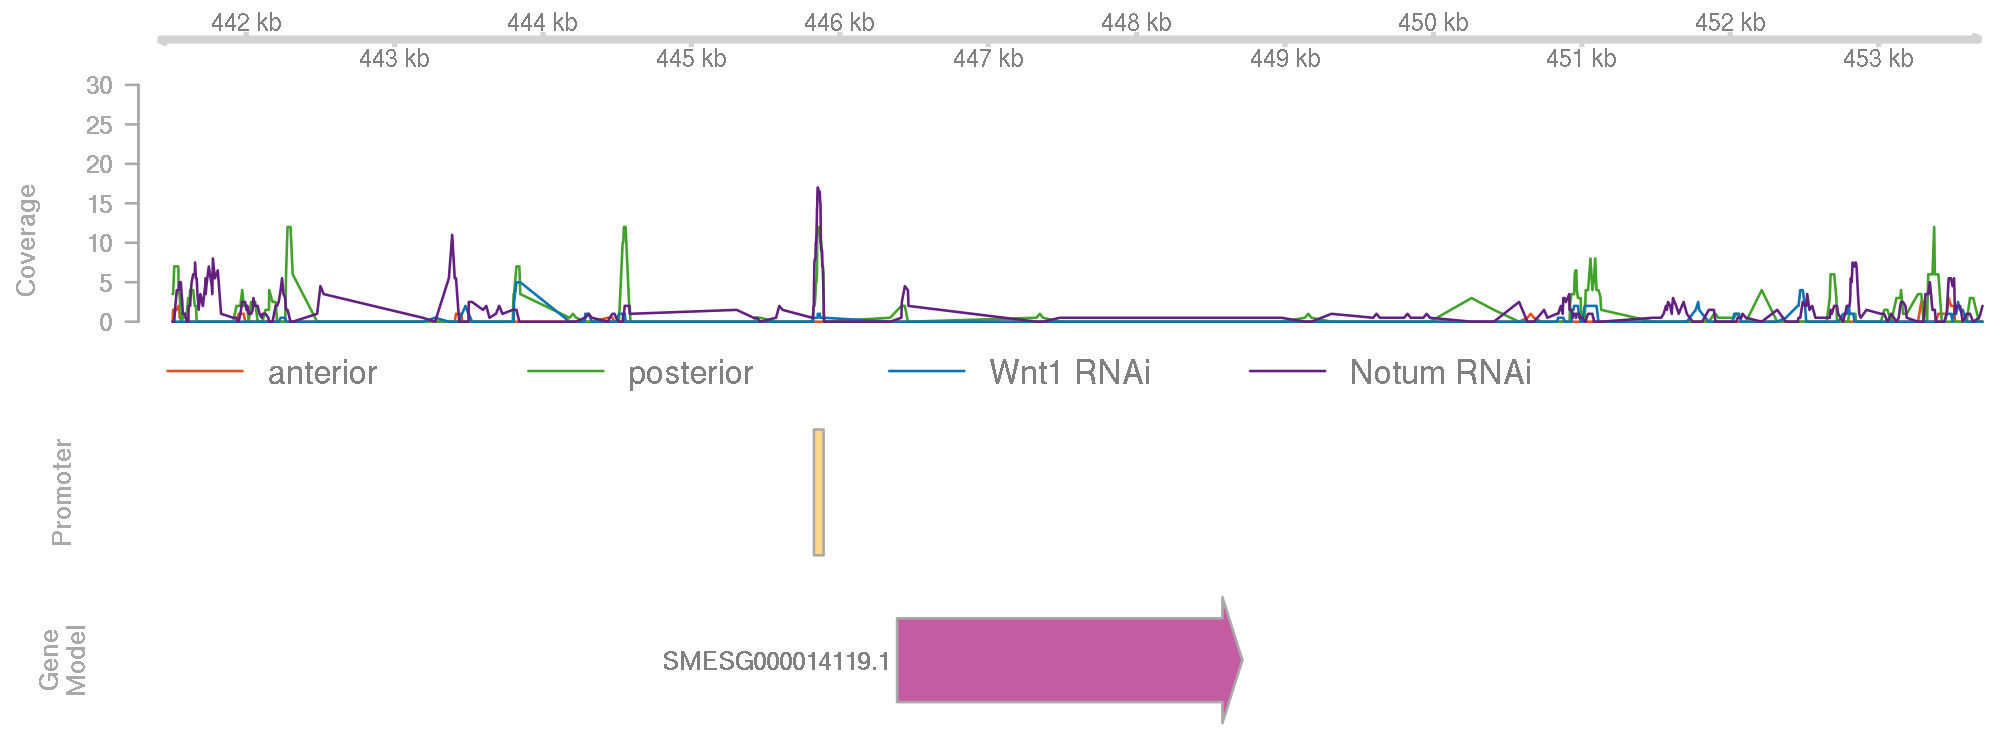 442 kb 444 kb 446 kb 448 kb 450 kb 452 kb
443 kb 445 kb 447 kb 449 kb 451 kb 453 kb
30
25
20
15
10
5
0
Coverage
anterior posterior Wnt1 RNAi Notum RNAi
Promoter
Gene
Model
SMESG000014119.1